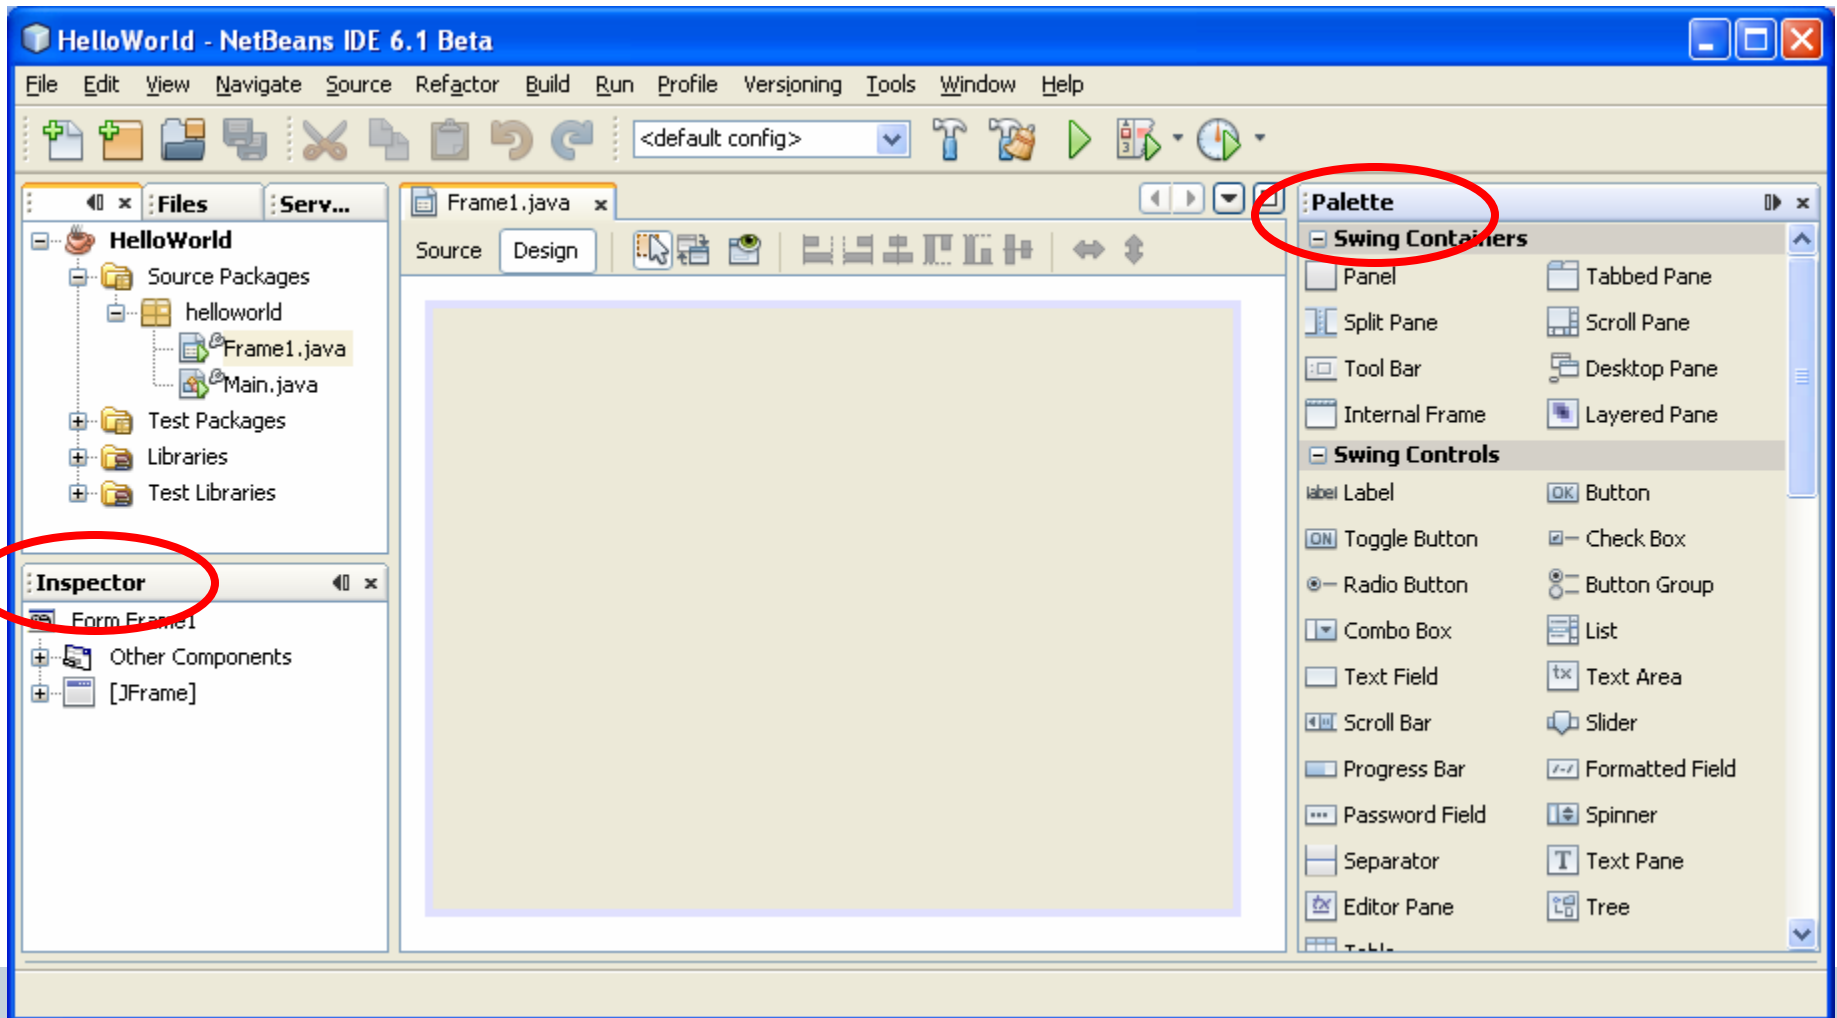 HelloWorld - NetBeans IDE 6.1 Beta
File Edit View Navigate Source Refactor Build Run Profile Versioning Tools Window Help
<default config>
Files Serv...
HelloWorld
Source Packages
helloworld
Frame1.java
Main.java
Test Packages
Libraries
Test Libraries
Inspector
Form Frame1
Other Components
[JFrame]
Frame1.java
Source Design
Palette
Swing Containers
Panel Tabbed Pane
Split Pane Scroll Pane
Tool Bar Desktop Pane
Internal Frame Layered Pane
Swing Controls
label Label OK Button
ON Toggle Button Check Box
Radio Button Button Group
Combo Box List
Text Field tx Text Area
Scroll Bar Slider
Progress Bar Formatted Field
Password Field Spinner
Separator T Text Pane
Editor Pane Tree
Table